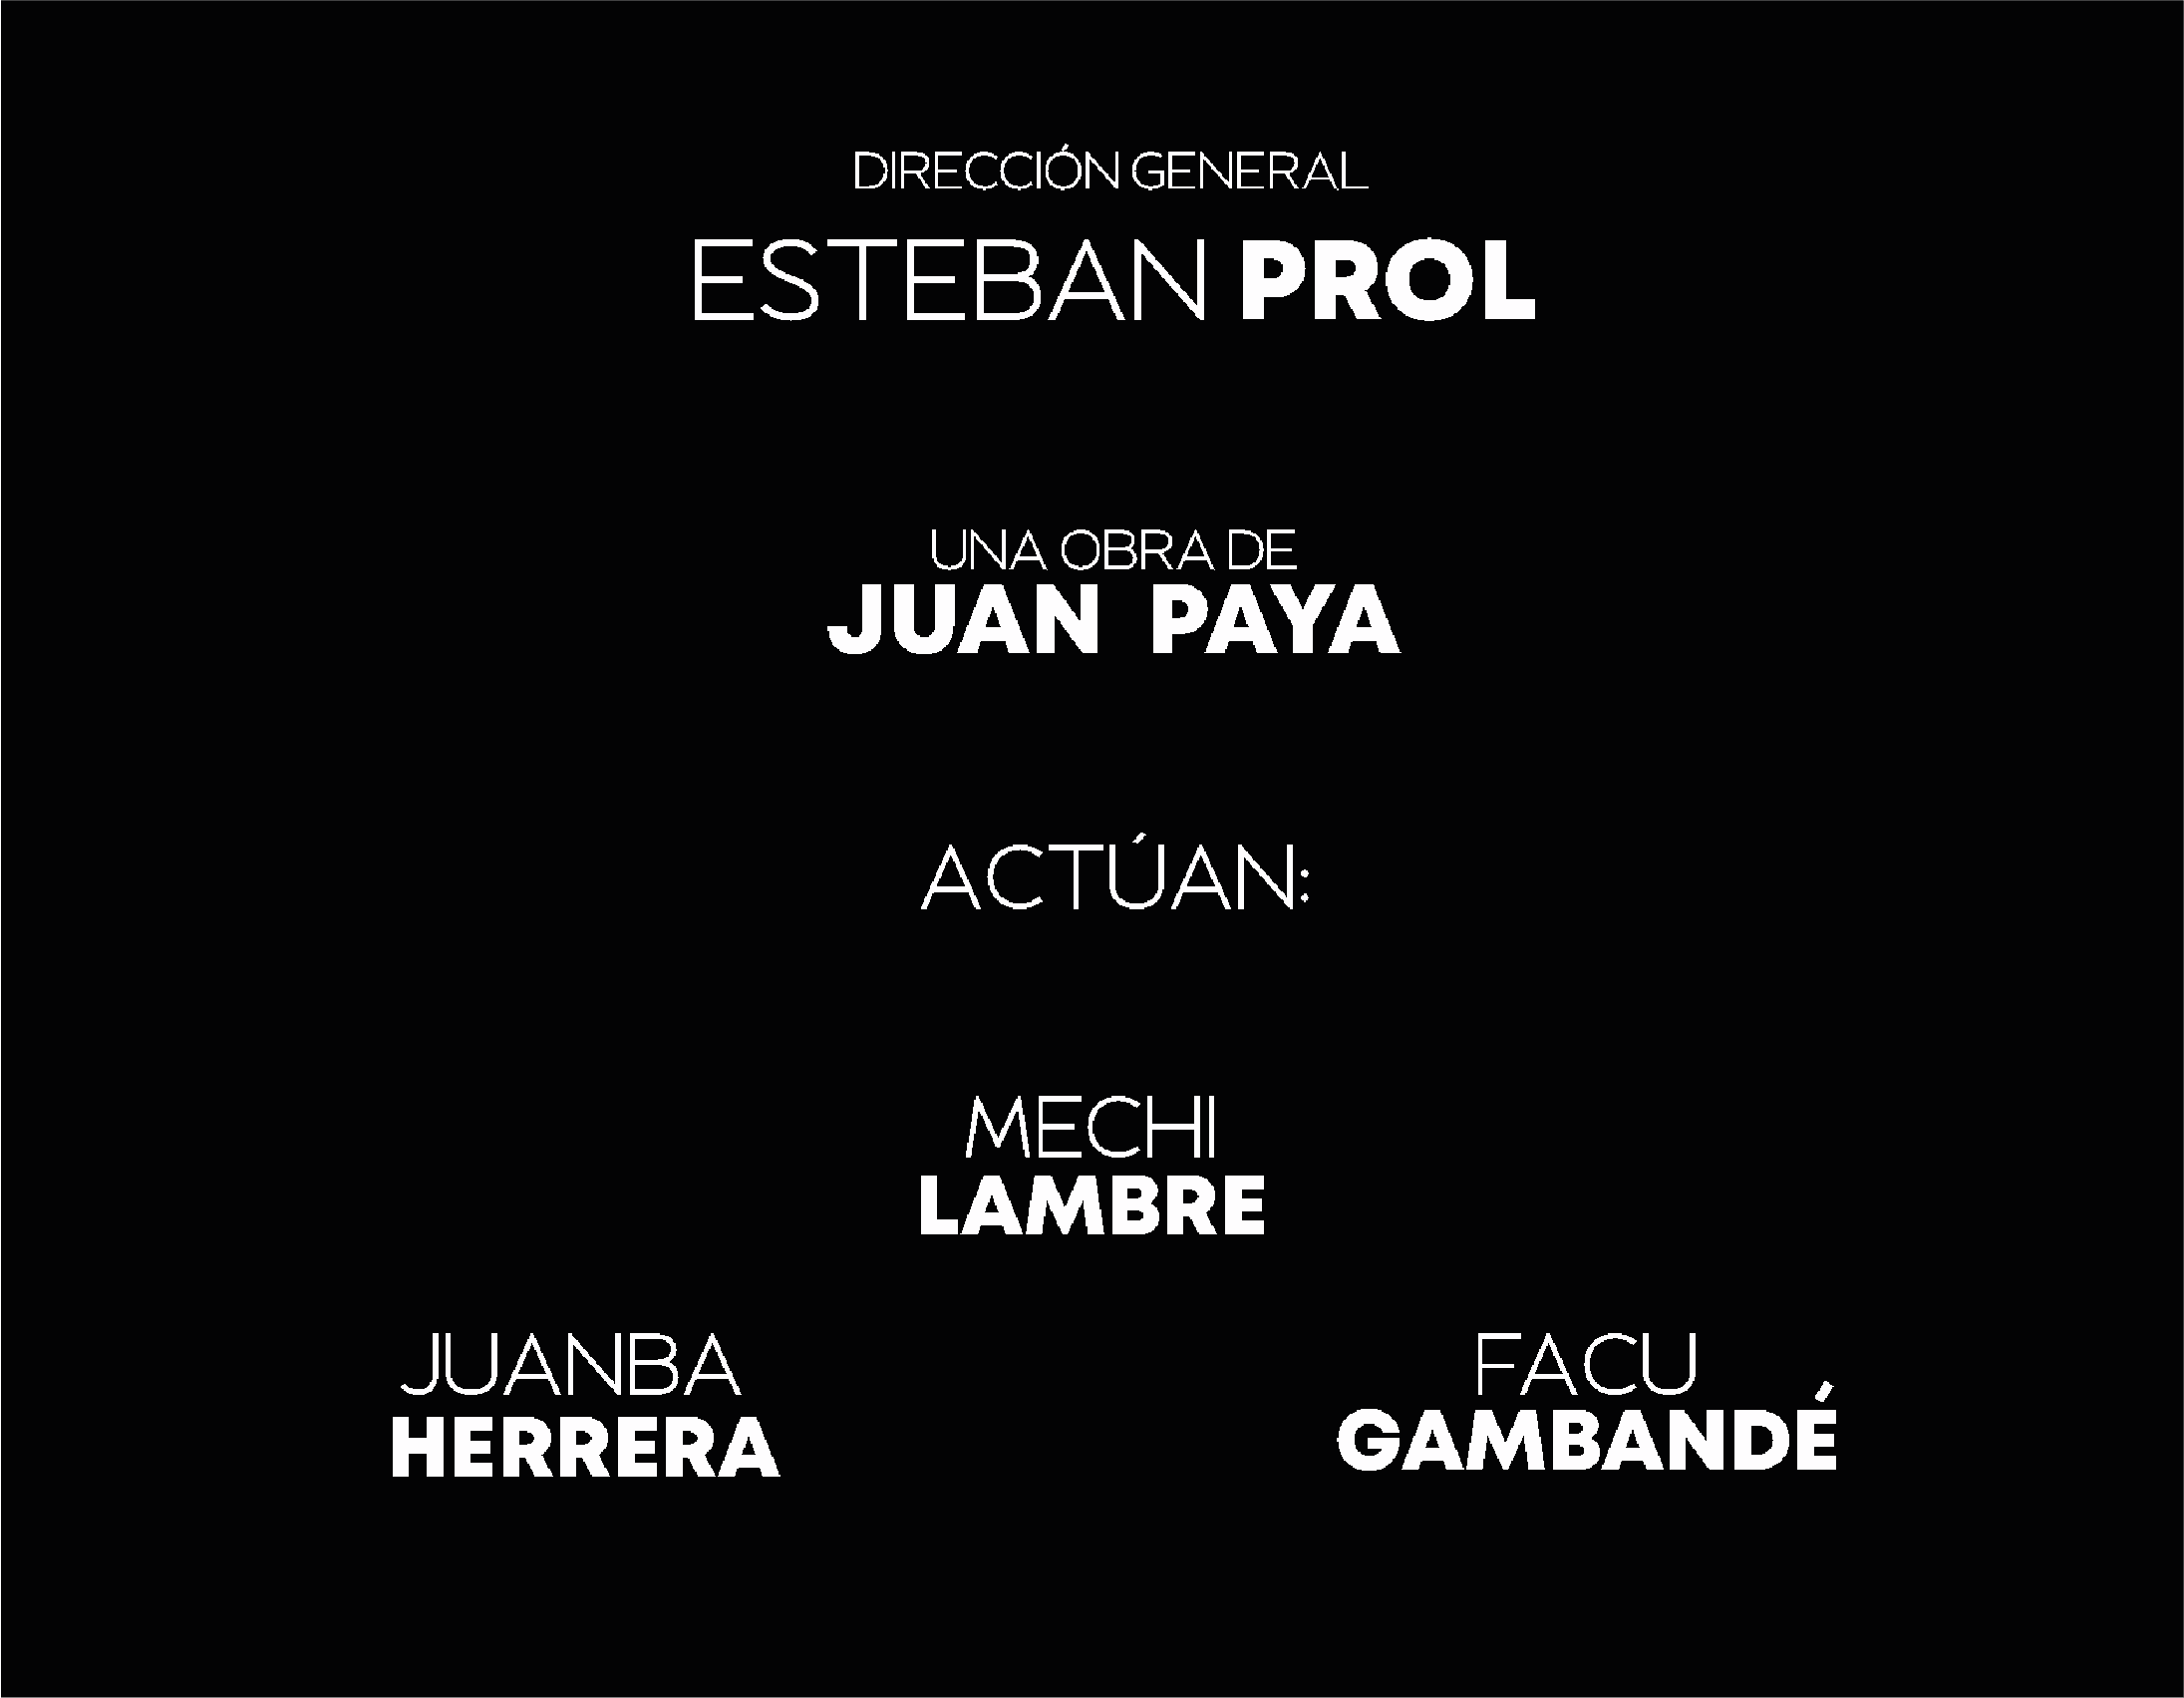 DIRECCIÓN GENERAL
ESTEBAN PROL
UNA OBRA DE
JUAN PAYA
ACTÚAN:
MECHI
LAMBRE
JUANBA
HERRERA
FACU
GAMBANDÉ